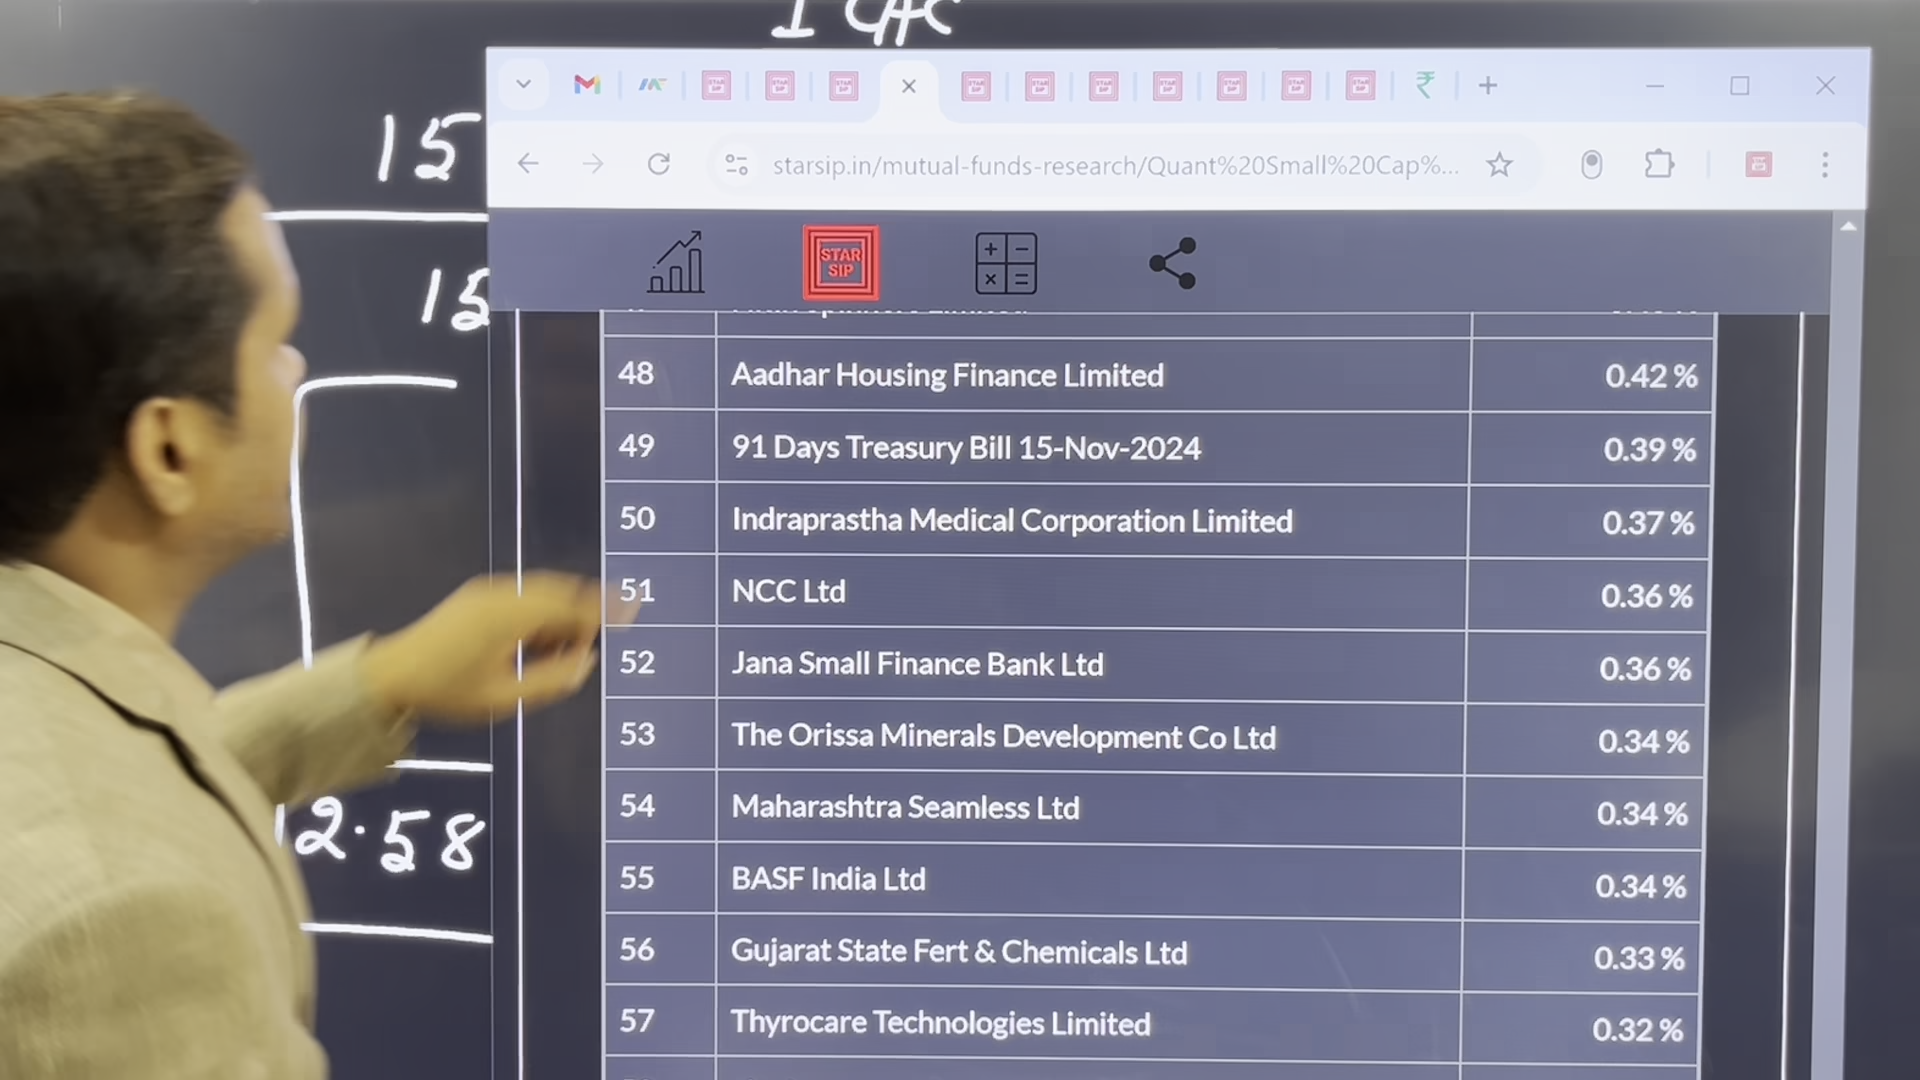 15
15
12.58
starsip.in/mutual-funds-research/Quant%20Small%20Cap%...
STAR
SIP
48 Aadhar Housing Finance Limited 0.42 %
49 91 Days Treasury Bill 15-Nov-2024 0.39 %
50 Indraprastha Medical Corporation Limited 0.37 %
51 NCC Ltd 0.36 %
52 Jana Small Finance Bank Ltd 0.36 %
53 The Orissa Minerals Development Co Ltd 0.34 %
54 Maharashtra Seamless Ltd 0.34 %
55 BASF India Ltd 0.34 %
56 Gujarat State Fert & Chemicals Ltd 0.33 %
57 Thyrocare Technologies Limited 0.32 %